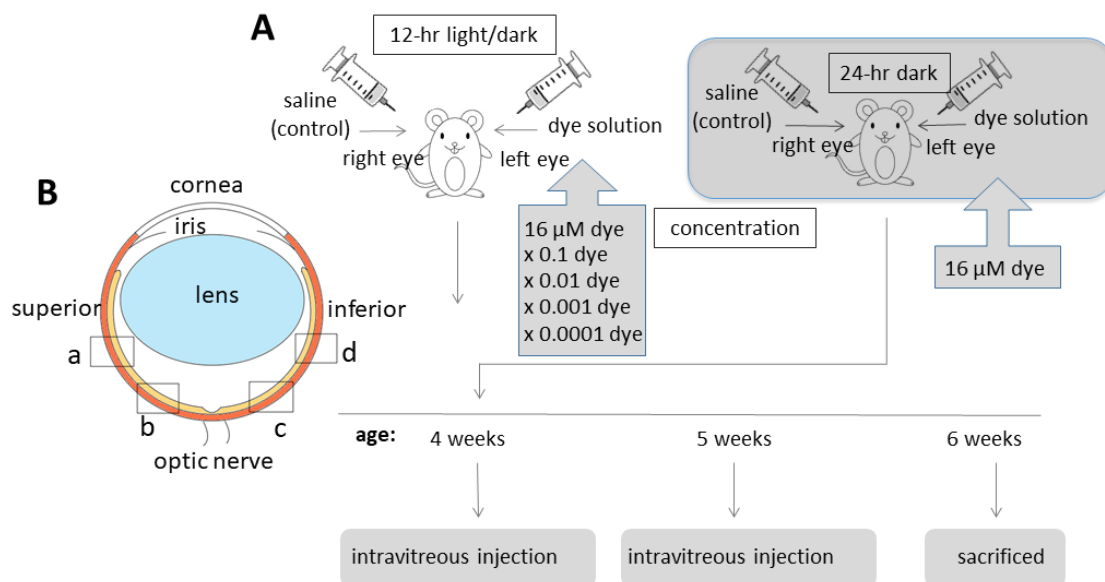 A
12-hr light/dark
saline
(control)
right eye
left eye
dye solution
16 µM dye
x 0.1 dye
x 0.01 dye
x 0.001 dye
x 0.0001 dye
concentration
24-hr dark
saline
(control)
right eye
left eye
dye solution
16 µM dye
B
cornea
iris
lens
superior
inferior
a
b
c
d
optic nerve
age:
4 weeks
5 weeks
6 weeks
intravitreous injection
intravitreous injection
sacrificed